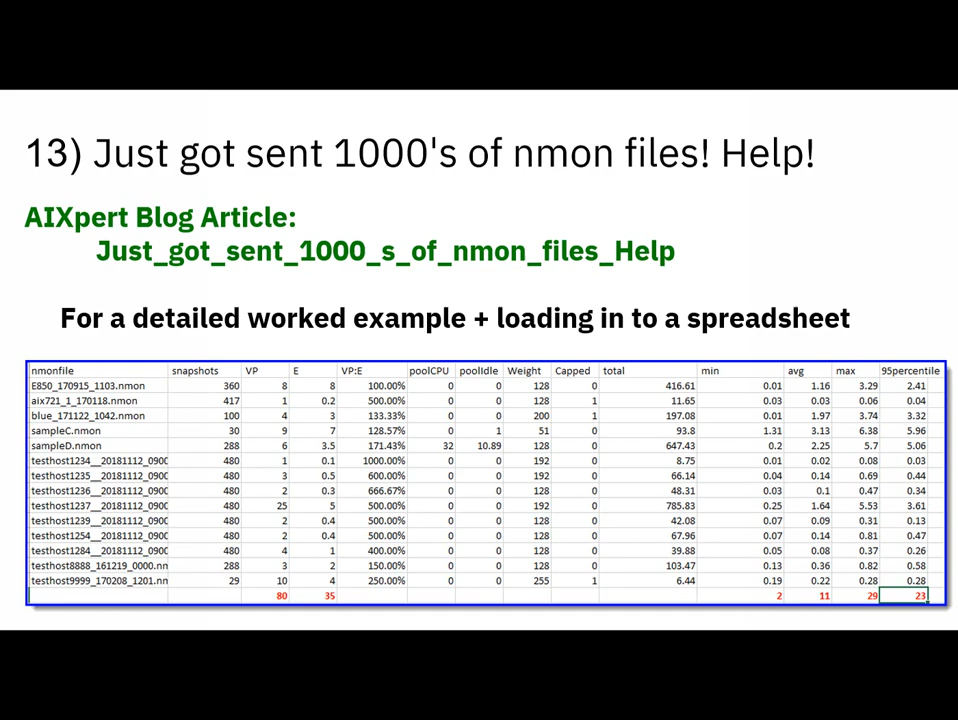 13) Just got sent 1000's of nmon files! Help!
AIXpert Blog Article:
Just_got_sent_1000_s_of_nmon_files_Help
For a detailed worked example + loading in to a spreadsheet
nmonfile snapshots VP E VP:E poolCPU poolIdle Weight Capped total min avg max 95percentile
E850_170915_1103.nmon 360 8 8 100.00% 0 0 128 0 416.61 0.01 1.16 3.29 2.41
aix721_1_170118.nmon 417 1 0.2 500.00% 0 0 128 1 11.65 0.03 0.03 0.06 0.04
blue_171122_1042.nmon 100 4 3 133.33% 0 0 200 1 197.08 0.01 1.97 3.74 3.32
sampleC.nmon 30 9 7 128.57% 0 1 51 0 93.8 1.31 3.13 6.38 5.96
sampleD.nmon 288 6 3.5 171.43% 32 10.89 128 0 647.43 0.2 2.25 5.7 5.06
testhost1234__20181112_0900 480 1 0.1 1000.00% 0 0 192 0 8.75 0.01 0.02 0.08 0.03
testhost1235__20181112_0900 480 3 0.5 600.00% 0 0 192 0 66.14 0.04 0.14 0.69 0.44
testhost1236__20181112_0900 480 2 0.3 666.67% 0 0 128 0 48.31 0.03 0.1 0.47 0.34
testhost1237__20181112_0900 480 25 5 500.00% 0 0 192 0 785.83 0.25 1.64 5.53 3.61
testhost1239__20181112_0900 480 2 0.4 500.00% 0 0 128 0 42.08 0.07 0.09 0.31 0.13
testhost1254__20181112_0900 480 2 0.4 500.00% 0 0 128 0 67.96 0.07 0.14 0.81 0.47
testhost1284__20181112_0900 480 4 1 400.00% 0 0 128 0 39.88 0.05 0.08 0.37 0.26
testhost8888_161219_0000.nm 288 3 2 150.00% 0 0 128 0 103.47 0.13 0.36 0.82 0.58
testhost9999_170208_1201.nm 29 10 4 250.00% 0 0 255 1 6.44 0.19 0.22 0.28 0.28
80 35 2 11 29 23